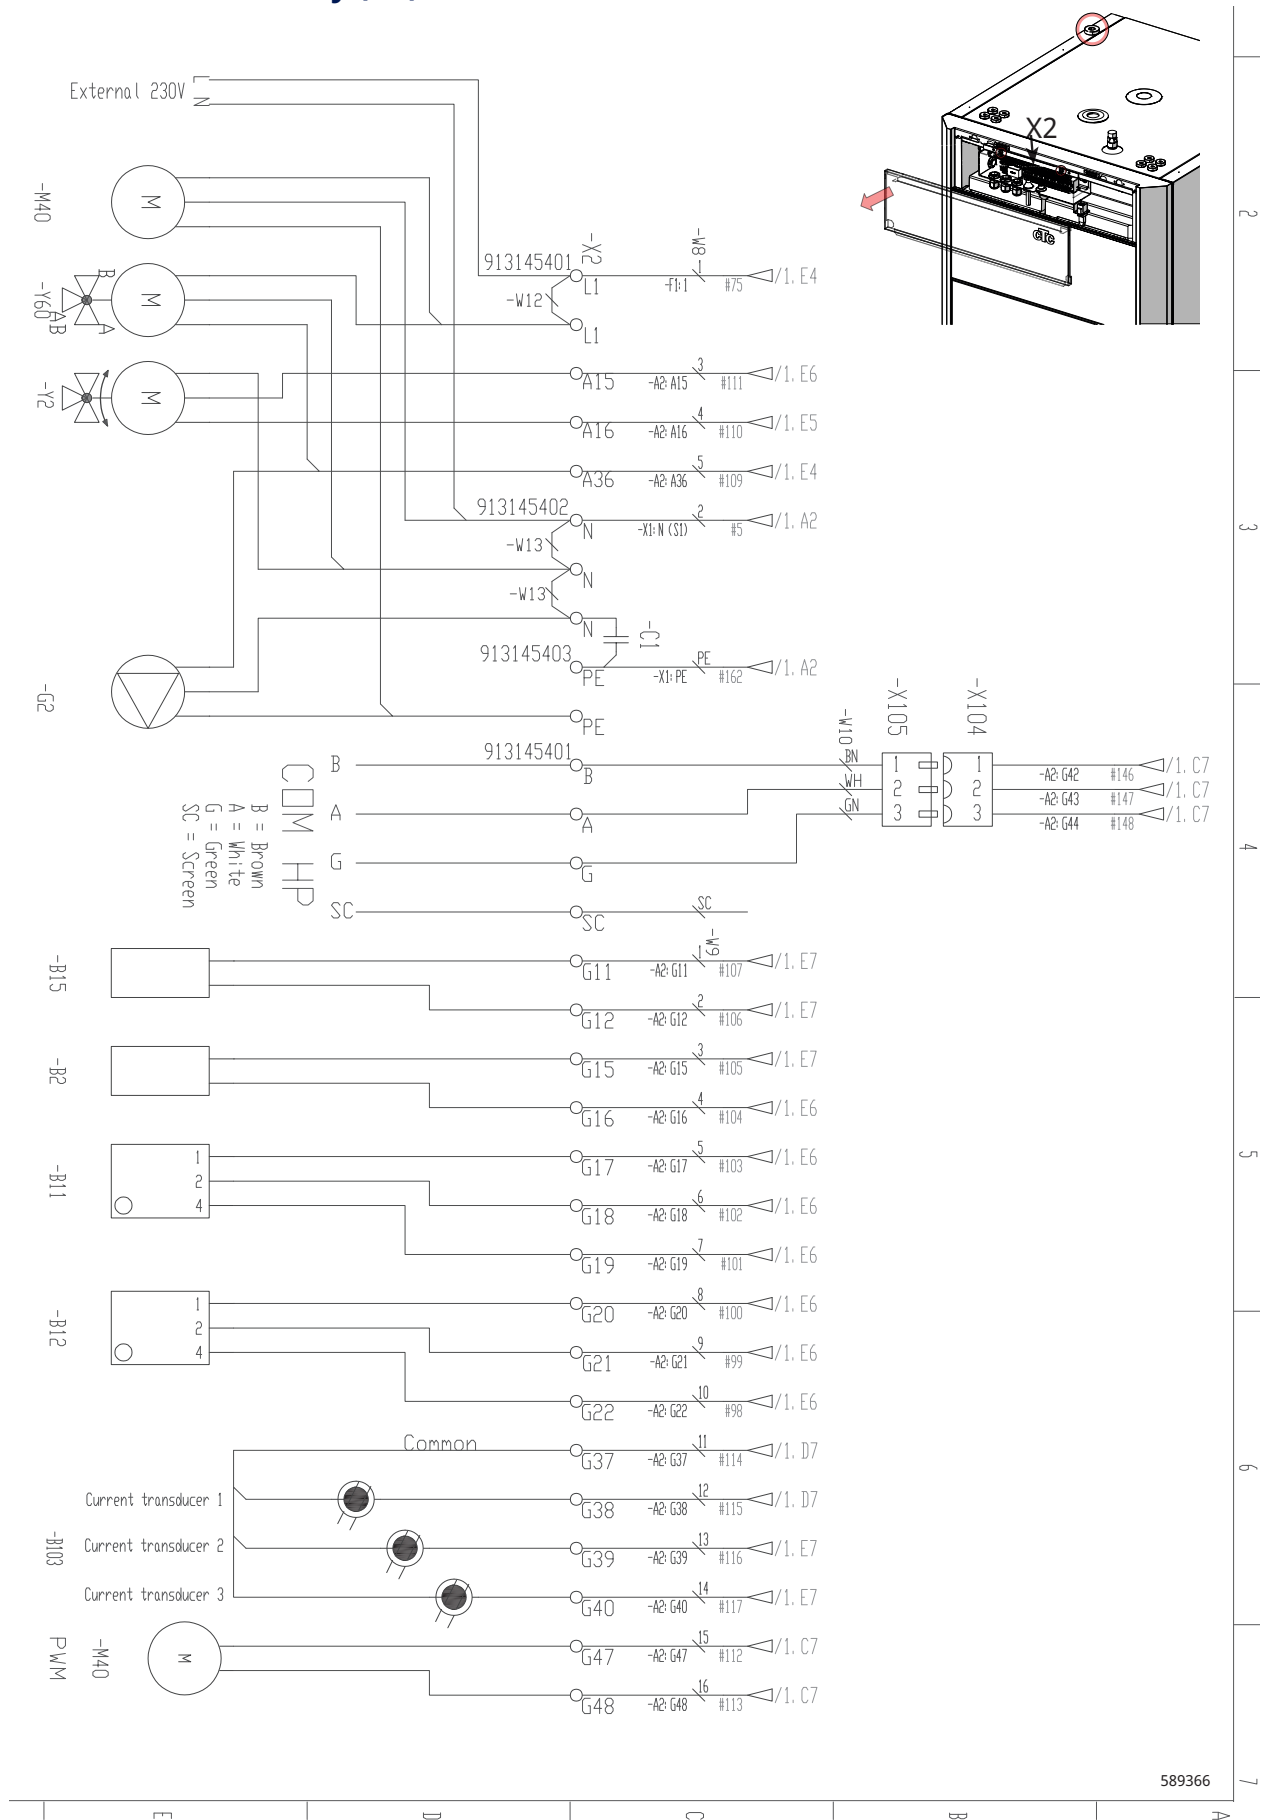 External 230V L
N
X2
cTc
-M40
2
-X2
-W8
913145401
L1
-F1:1
1
#75
/1.E4
-W12
L1
-Y60
B
AB
A
M
M
-Y2
M
A15
-A2:A15
3
#111
/1.E6
A16
-A2:A16
4
#110
/1.E5
A36
-A2:A36
5
#109
/1.E4
913145402
N
-X1:N (S1)
2
#5
/1.A2
3
-W13
N
-W13
N
-C1
913145403
PE
-X1:PE
PE
#162
/1.A2
-G2
PE
-W10
-X105
-X104
913145401
B
B
BN
1
1
-A2:G42
#146
/1.C7
WH
2
2
-A2:G43
#147
/1.C7
A
A
GN
3
3
-A2:G44
#148
/1.C7
COM HP
B = Brown
A = White
G = Green
SC = Screen
G
G
4
SC
SC
SC
-W9
-B15
G11
-A2:G11
1
#107
/1.E7
G12
-A2:G12
2
#106
/1.E7
-B2
G15
-A2:G15
3
#105
/1.E7
G16
-A2:G16
4
#104
/1.E6
-B11
1
2
4
G17
-A2:G17
5
#103
/1.E6
5
G18
-A2:G18
6
#102
/1.E6
G19
-A2:G19
7
#101
/1.E6
-B12
1
2
4
G20
-A2:G20
8
#100
/1.E6
G21
-A2:G21
9
#99
/1.E6
G22
-A2:G22
10
#98
/1.E6
Common
G37
-A2:G37
11
#114
/1.D7
6
Current transducer 1
G38
-A2:G38
12
#115
/1.D7
-B103
Current transducer 2
G39
-A2:G39
13
#116
/1.E7
Current transducer 3
G40
-A2:G40
14
#117
/1.E7
PWM
-M40
M
G47
-A2:G47
15
#112
/1.C7
G48
-A2:G48
16
#113
/1.C7
589366
7
E
D
C
B
A